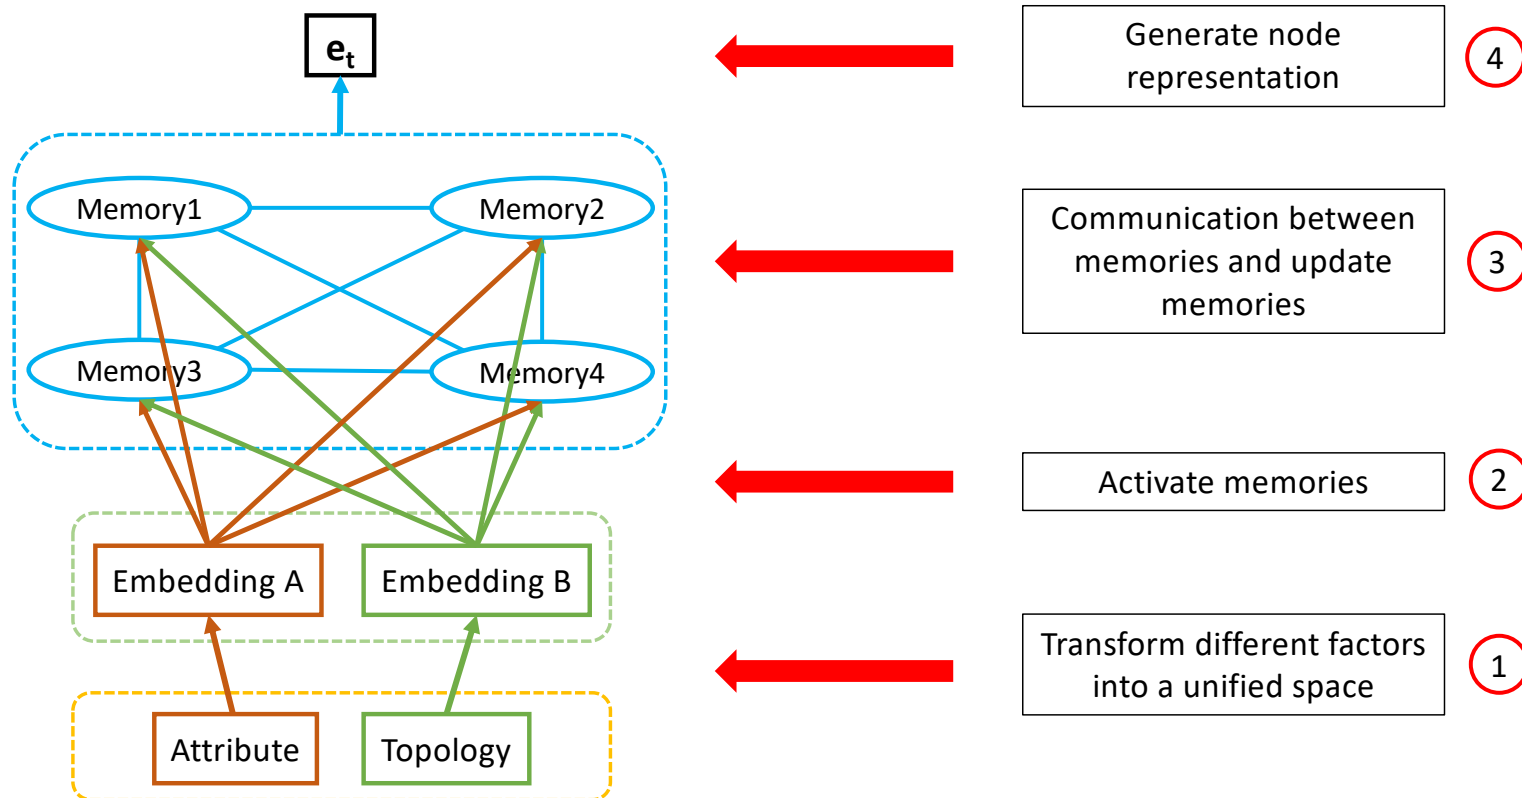 e_t
Generate node
representation
4
Memory1
Memory2
Communication between
memories and update
memories
3
Memory3
Memory4
Activate memories
2
Embedding A
Embedding B
Transform different factors
into a unified space
1
Attribute
Topology